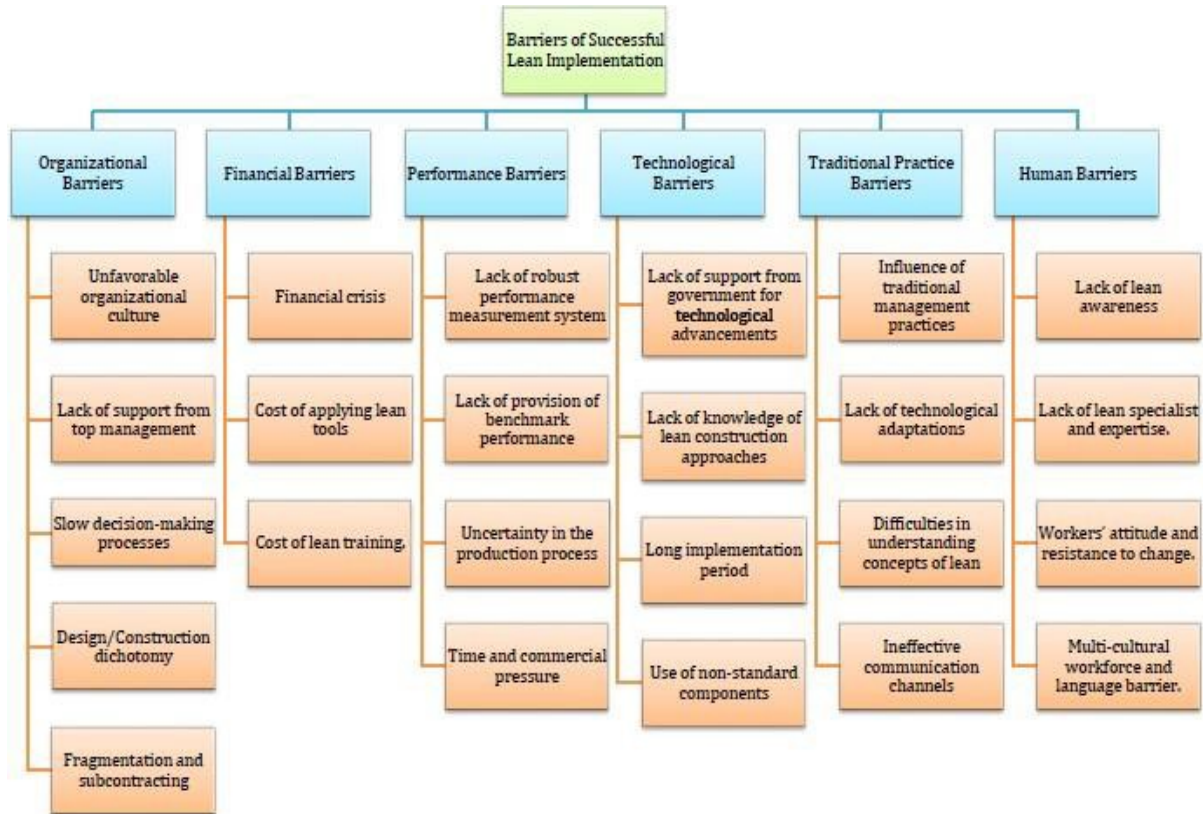 Barriers of Successful
Lean Implementation
Organizational
Barriers
Financial Barriers
Performance Barriers
Technological
Barriers
Traditional Practice
Barriers
Human Barriers
Unfavorable
organizational
culture
Lack of support from
top management
Slow decision-making
processes
Design/Construction
dichotomy
Fragmentation and
subcontracting
Financial crisis
Cost of applying lean
tools
Cost of lean training.
Lack of robust
performance
measurement system
Lack of provision of
benchmark
performance
Uncertainty in the
production process
Time and commercial
pressure
Lack of support from
government for
technological
advancements
Lack of knowledge of
lean construction
approaches
Long implementation
period
Use of non-standard
components
Influence of
traditional
management
practices
Lack of technological
adaptations
Difficulties in
understanding
concepts of lean
Ineffective
communication
channels
Lack of lean
awareness
Lack of lean specialist
and expertise.
Workers' attitude and
resistance to change.
Multi-cultural
workforce and
language barrier.